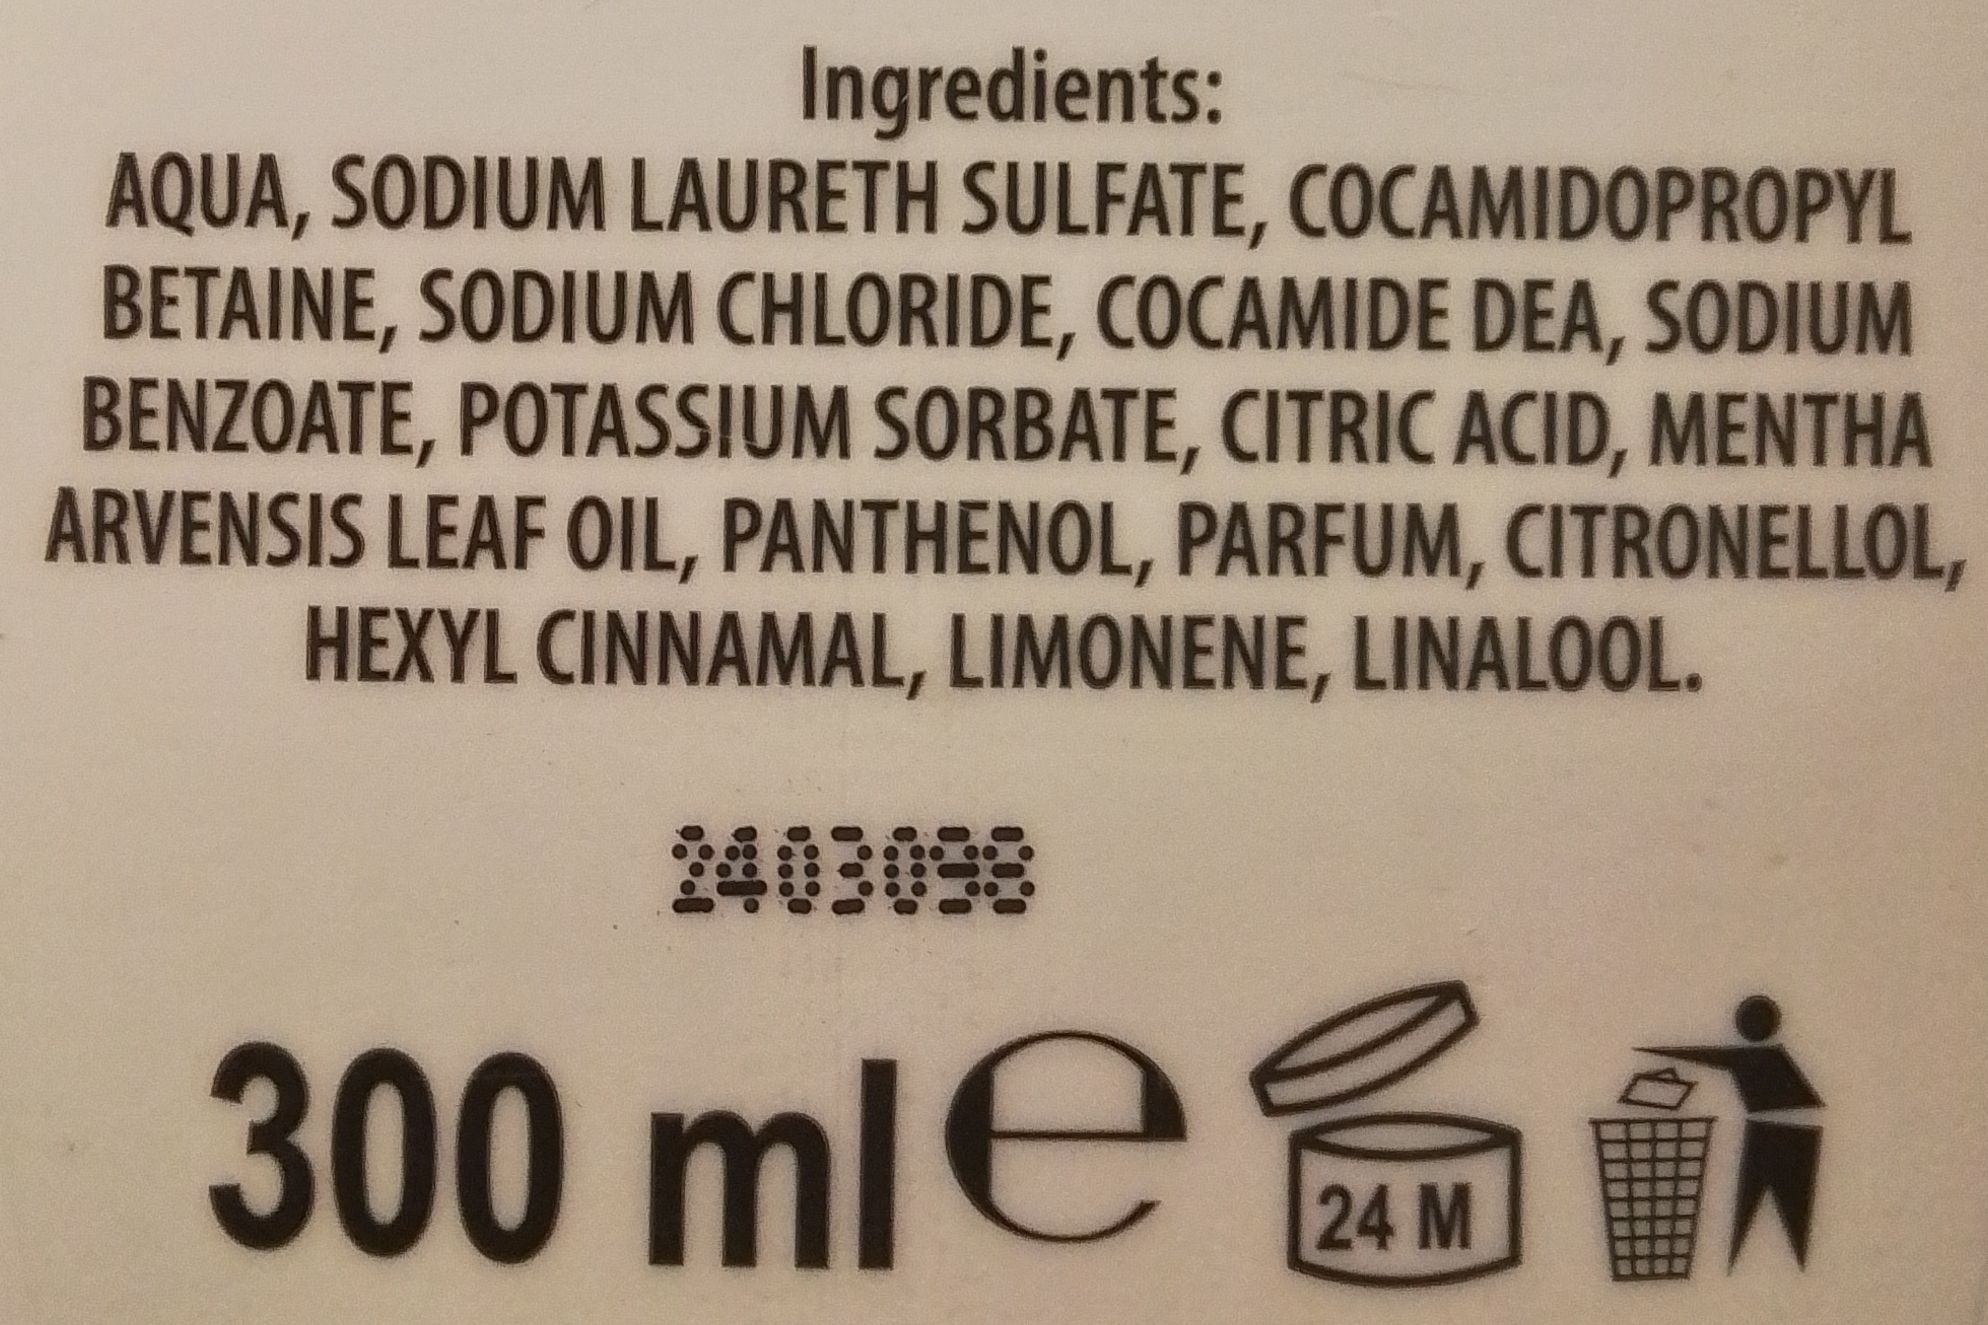 Ingredients:
AQUA, SODIUM LAURETH SULFATE, COCAMIDOPROPYL
BETAINE, SODIUM CHLORIDE, COCAMIDE DEA, SODIUM
BENZOATE, POTASSIUM SORBATE, CITRIC ACID, MENTHA
ARVENSIS LEAF OIL, PANTHENOL, PARFUM, CITRONELLOL,
HEXYL CINNAMAL, LIMONENE, LINALOOL.
2403098
300 ml e
24 M